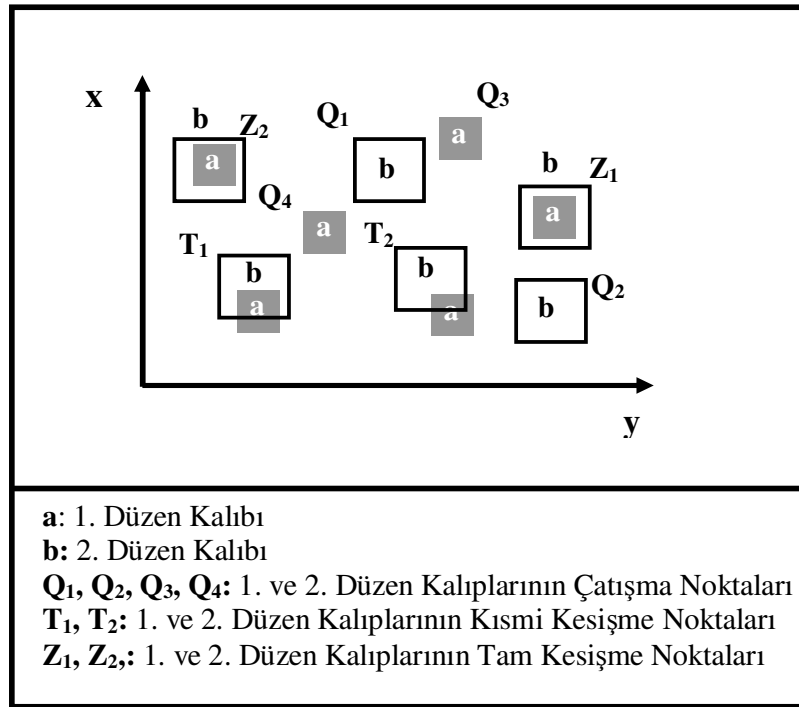 x
Q3
b Z2 Q1
a
a
b
b Z1
Q4
a
a
T1 T2
b
b
Q2
a
a
b
y
a: 1. Düzen Kalıbı
b: 2. Düzen Kalıbı
Q1, Q2, Q3, Q4: 1. ve 2. Düzen Kalıplarının Çatışma Noktaları
T1, T2: 1. ve 2. Düzen Kalıplarının Kısmi Kesişme Noktaları
Z1, Z2,: 1. ve 2. Düzen Kalıplarının Tam Kesişme Noktaları